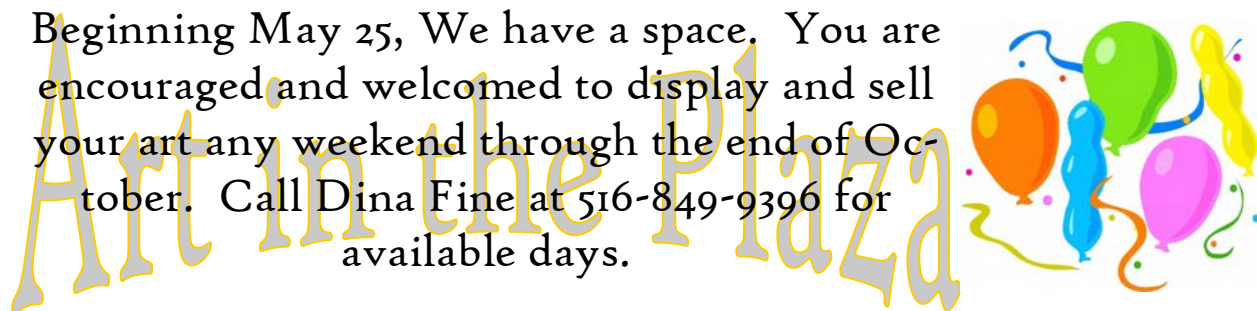 Beginning May 25, We have a space.  You are
encouraged and welcomed to display and sell
your art any weekend through the end of Oc-
tober.  Call Dina Fine at 516-849-9396 for
available days.
Art in the Plaza